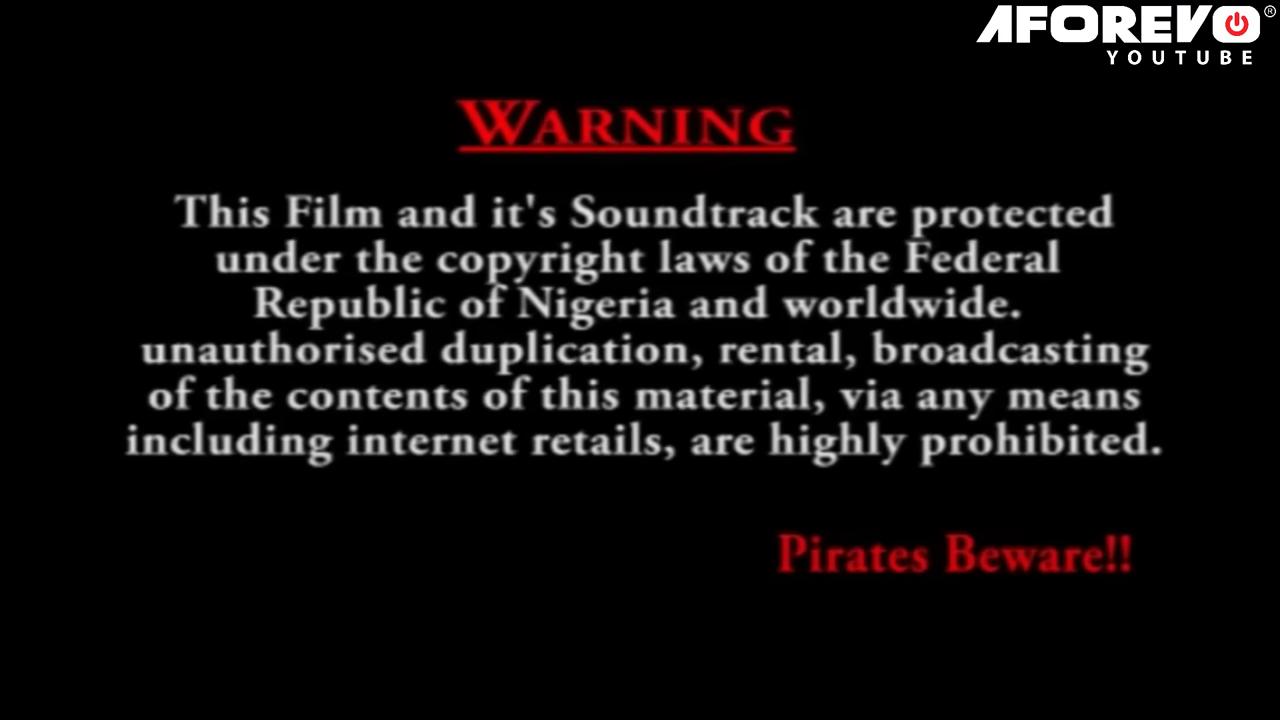 AFOREVO®
YOUTUBE
WARNING
This Film and it's Soundtrack are protected
under the copyright laws of the Federal
Republic of Nigeria and worldwide.
unauthorised duplication, rental, broadcasting
of the contents of this material, via any means
including internet retails, are highly prohibited.
Pirates Beware!!